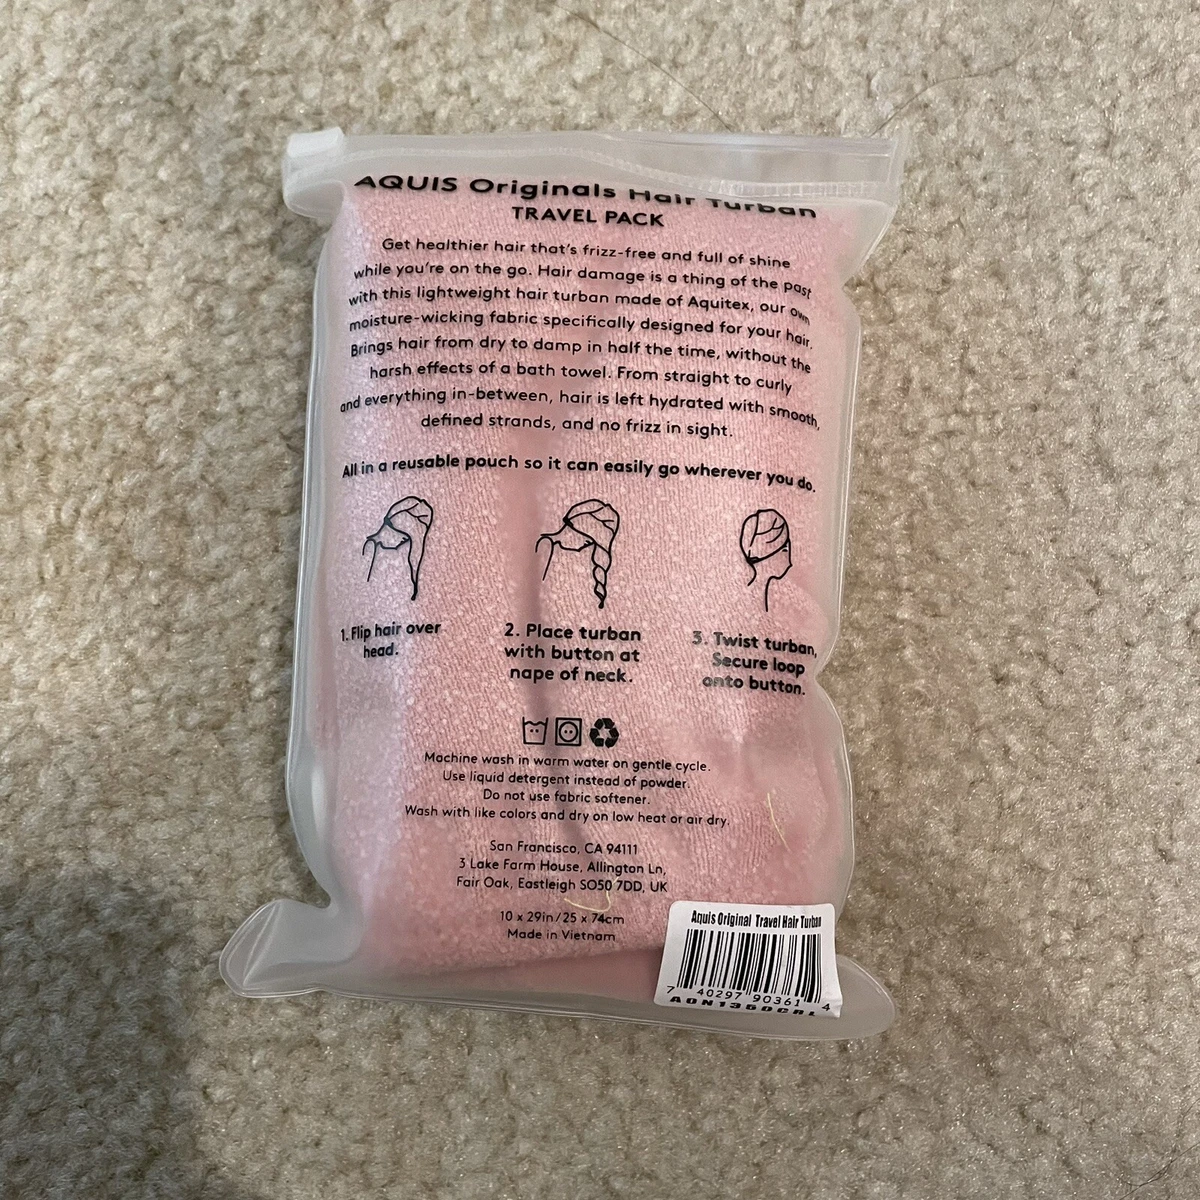 AQUIS Originals Hair Turban
TRAVEL PACK
Get healthier hair that's frizz-free and full of shine
while you're on the go. Hair damage is a thing of the past
with this lightweight hair turban made of Aquitex, our own
moisture-wicking fabric specifically designed for your hair.
Brings hair from dry to damp in half the time, without the
harsh effects of a bath towel. From straight to curly
and everything in-between, hair is left hydrated with smooth,
defined strands, and no frizz in sight.
All in a reusable pouch so it can easily go wherever you do.
1. Flip hair over
head.
2. Place turban
with button at
nape of neck.
3. Twist turban,
Secure loop
onto button.
Machine wash in warm water on gentle cycle.
Use liquid detergent instead of powder.
Do not use fabric softener.
Wash with like colors and dry on low heat or air dry.
San Francisco, CA 94111
3 Lake Farm House, Allington Ln,
Fair Oak, Eastleigh SO50 7DD, UK
10 x 29in/25 x 74cm
Made in Vietnam
Aquis Original Travel Hair Turban
7 40297 90361 4
AON1350CRL